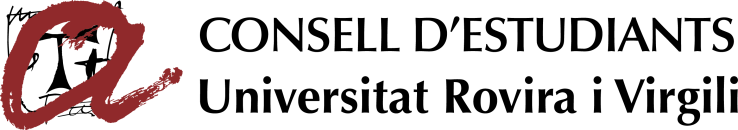 CONSELL D'ESTUDIANTS
Universitat Rovira i Virgili